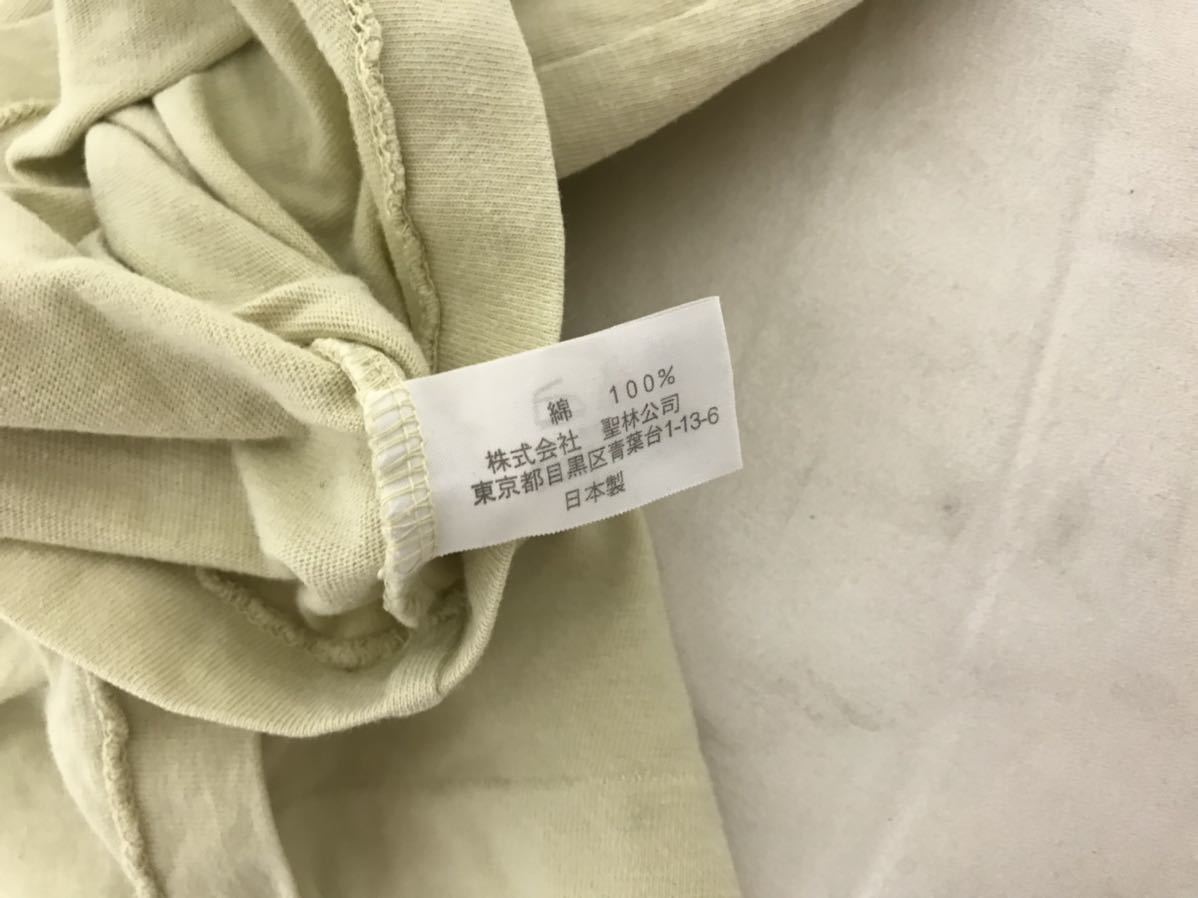 綿 100%
株式会社 聖林公司
東京都目黒区青葉台1-13-6
日本製